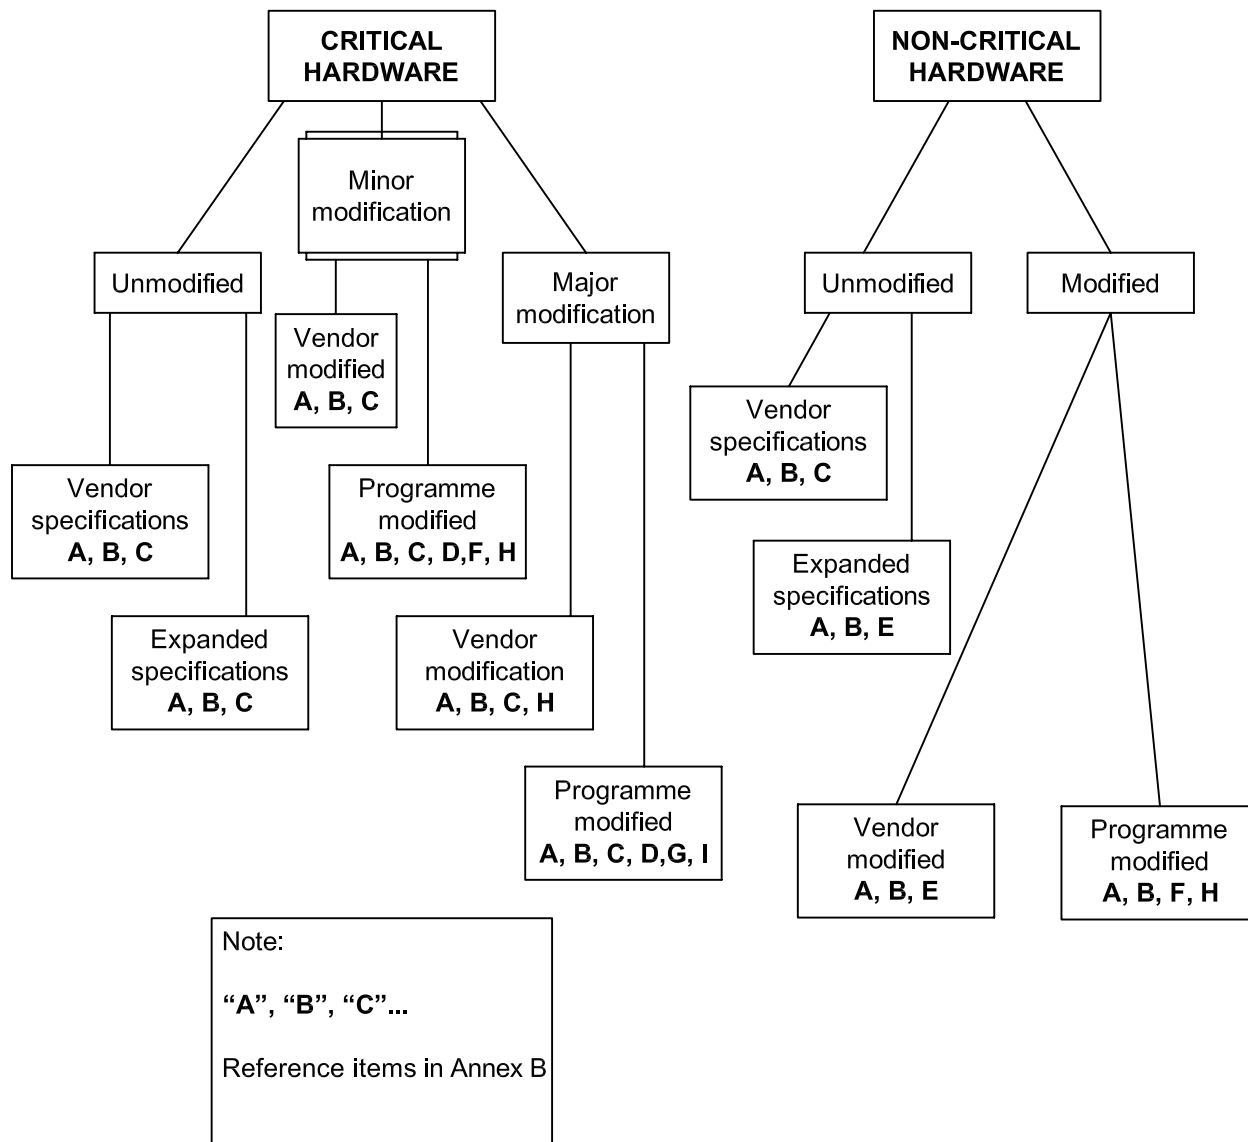 CRITICAL
HARDWARE
NON-CRITICAL
HARDWARE
Minor
modification
Unmodified
Major
modification
Unmodified
Modified
Vendor
modified
A, B, C
Vendor
specifications
A, B, C
Vendor
specifications
A, B, C
Programme
modified
A, B, C, D,F, H
Expanded
specifications
A, B, E
Expanded
specifications
A, B, C
Vendor
modification
A, B, C, H
Programme
modified
A, B, C, D,G, I
Vendor
modified
A, B, E
Programme
modified
A, B, F, H
Note:
“A”, “B”, “C”...
Reference items in Annex B